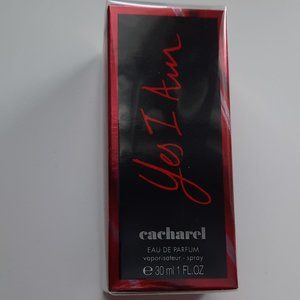 Yes I Am
cacharel
EAU DE PARFUM
vaporisateur - spray
℮ 30 ml 1 FL.OZ